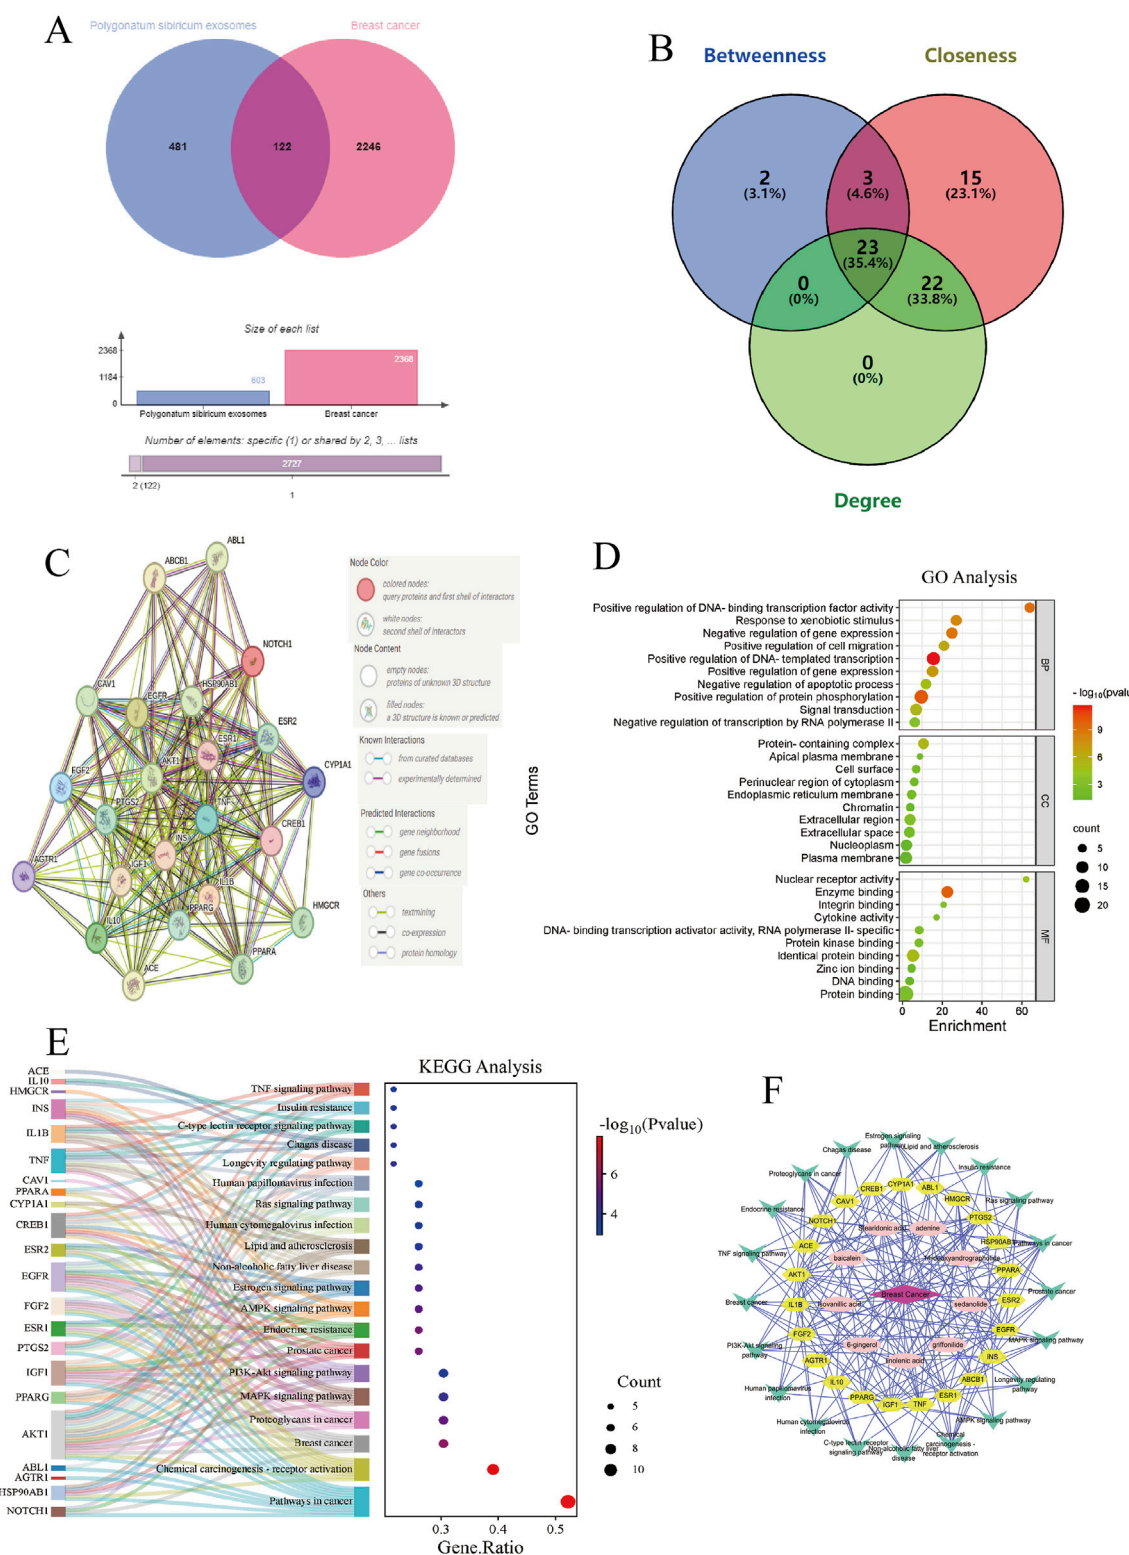 A
Polygonatum sibiricum exosomes
Breast cancer
481
122
2246
Size of each list
2368
1184
0
603
2368
Polygonatum sibiricum exosomes
Breast cancer
Number of elements: specific (1) or shared by 2, 3, ... lists
2727
2 (122)
1
B
Betweenness
Closeness
2
(3.1%)
3
(4.6%)
15
(23.1%)
23
(35.4%)
0
(0%)
22
(33.8%)
0
(0%)
Degree
C
ABL1
ABCB1
NOTCH1
CAV1
HSP90AB1
EGFR
ESR2
ESR1
AKT1
CYP1A1
FGF2
PTGS2
TNF
CREB1
INS
AGTR1
IGF1
IL1B
PPARG
HMGCR
IL10
PPARA
ACE
Node Color
colored nodes:
query proteins and first shell of interactors
white nodes:
second shell of interactors
Node Content
empty nodes:
proteins of unknown 3D structure
filled nodes:
a 3D structure is known or predicted
Known Interactions
from curated databases
experimentally determined
Predicted Interactions
gene neighborhood
gene fusions
gene co-occurrence
Others
textmining
co-expression
protein homology
D
GO Analysis
GO Terms
Positive regulation of DNA- binding transcription factor activity
Response to xenobiotic stimulus
Negative regulation of gene expression
Positive regulation of cell migration
Positive regulation of DNA- templated transcription
Positive regulation of gene expression
Negative regulation of apoptotic process
Positive regulation of protein phosphorylation
Signal transduction
Negative regulation of transcription by RNA polymerase II
BP
Protein- containing complex
Apical plasma membrane
Cell surface
Perinuclear region of cytoplasm
Endoplasmic reticulum membrane
Chromatin
Extracellular region
Extracellular space
Nucleoplasm
Plasma membrane
CC
Nuclear receptor activity
Enzyme binding
Integrin binding
Cytokine activity
DNA- binding transcription activator activity, RNA polymerase II- specific
Protein kinase binding
Identical protein binding
Zinc ion binding
DNA binding
Protein binding
MF
0 20 40 60
Enrichment
- log10(pvalu
9
6
3
count
5
10
15
20
E
KEGG Analysis
ACE
IL10
HMGCR
INS
IL1B
TNF
CAV1
PPARA
CYP1A1
CREB1
ESR2
EGFR
FGF2
ESR1
PTGS2
IGF1
PPARG
AKT1
ABL1
AGTR1
HSP90AB1
NOTCH1
TNF signaling pathway
Insulin resistance
C-type lectin receptor signaling pathway
Chagas disease
Longevity regulating pathway
Human papillomavirus infection
Ras signaling pathway
Human cytomegalovirus infection
Lipid and atherosclerosis
Non-alcoholic fatty liver disease
Estrogen signaling pathway
AMPK signaling pathway
Endocrine resistance
Prostate cancer
PI3K-Akt signaling pathway
MAPK signaling pathway
Proteoglycans in cancer
Breast cancer
Chemical carcinogenesis - receptor activation
Pathways in cancer
0.3 0.4 0.5
Gene.Ratio
-log10(Pvalue)
6
4
Count
5
6
8
10
F
Estrogen signaling
pathway
Lipid and atherosclerosis
Chagas disease
Insulin resistance
Proteoglycans in cancer
Ras signaling pathway
Endocrine resistance
Pathways in cancer
TNF signaling pathway
Prostate cancer
Breast cancer
MAPK signaling pathway
PI3K-Akt signaling
pathway
Longevity regulating
pathway
Human papillomavirus
infection
AMPK signaling pathway
Human cytomegalovirus
infection
Chemical
carcinogenesis -
receptor activation
C-type lectin receptor
signaling pathway
Non-alcoholic fatty liver
disease
CREB1
CYP1A1
ABL1
CAV1
HMGCR
NOTCH1
PTGS2
ACE
HSP90AB1
AKT1
PPARA
IL1B
ESR2
FGF2
EGFR
AGTR1
INS
IL10
ABCB1
PPARG
IGF1
TNF
ESR1
Stearidonic acid
adenine
baicalein
Breast Cancer
Isovanillic acid
sedanolide
6-gingerol
griffonilide
linolenic acid